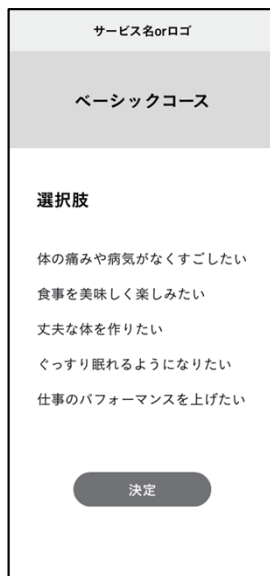 サービス名orロゴ
ベーシックコース
選択肢
体の痛みや病気がなくすごしたい
食事を美味しく楽しみたい
丈夫な体を作りたい
ぐっすり眠れるようになりたい
仕事のパフォーマンスを上げたい
決定